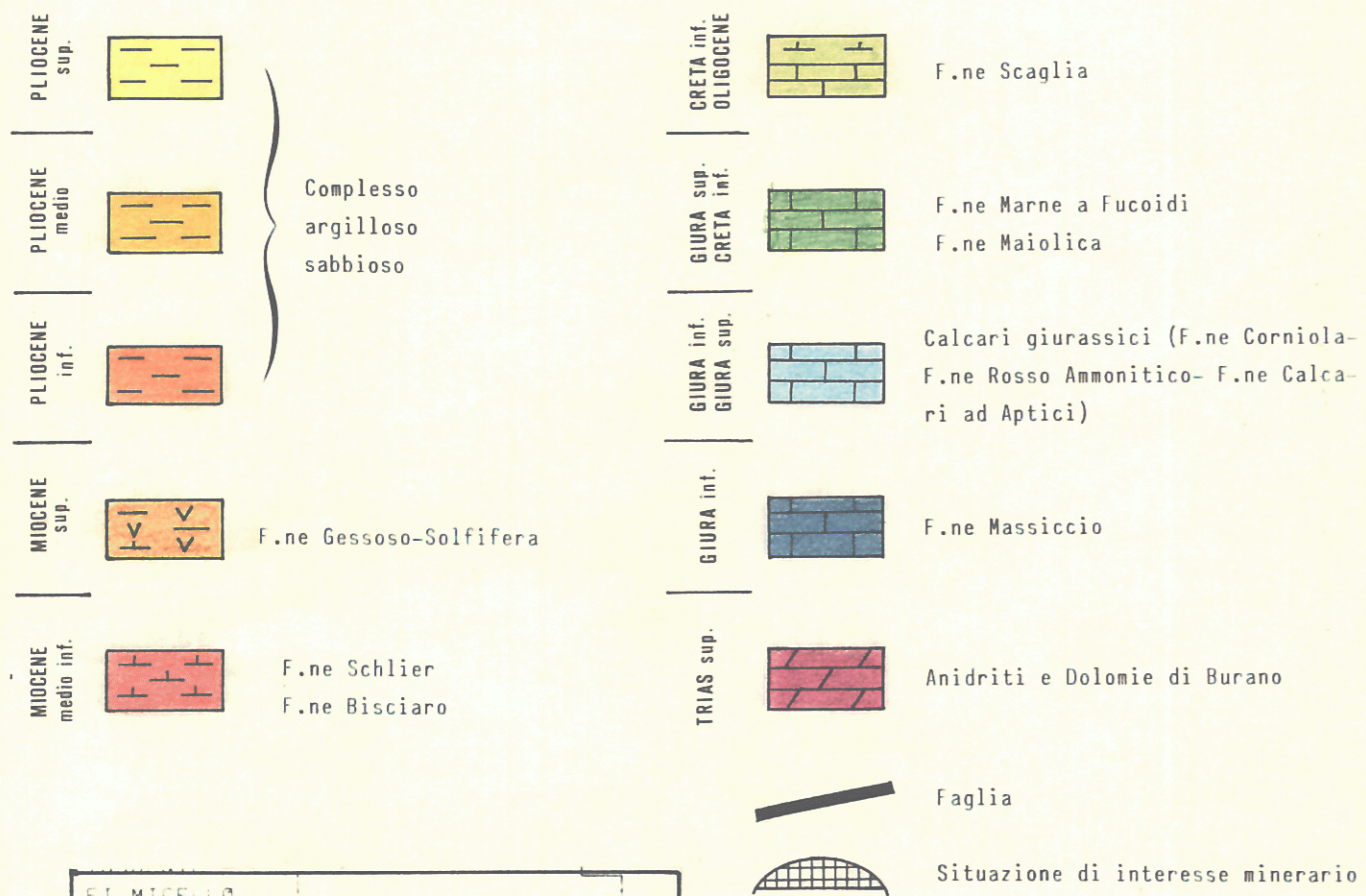 PLIOCENE
sup.
PLIOCENE
medio
PLIOCENE
inf.
Complesso
argilloso
sabbioso
MIOCENE
sup.
F.ne Gessoso-Solfifera
MIOCENE
medio inf.
F.ne Schlier
F.ne Bisciaro
CRETA inf.
OLIGOCENE
F.ne Scaglia
GIURA sup.
CRETA inf.
F.ne Marne a Fucoidi
F.ne Maiolica
GIURA inf.
GIURA sup.
Calcari giurassici (F.ne Corniola-
F.ne Rosso Ammonitico- F.ne Calca-
ri ad Aptici)
GIURA inf.
F.ne Massiccio
TRIAS sup.
Anidriti e Dolomie di Burano
Faglia
Situazione di interesse minerario